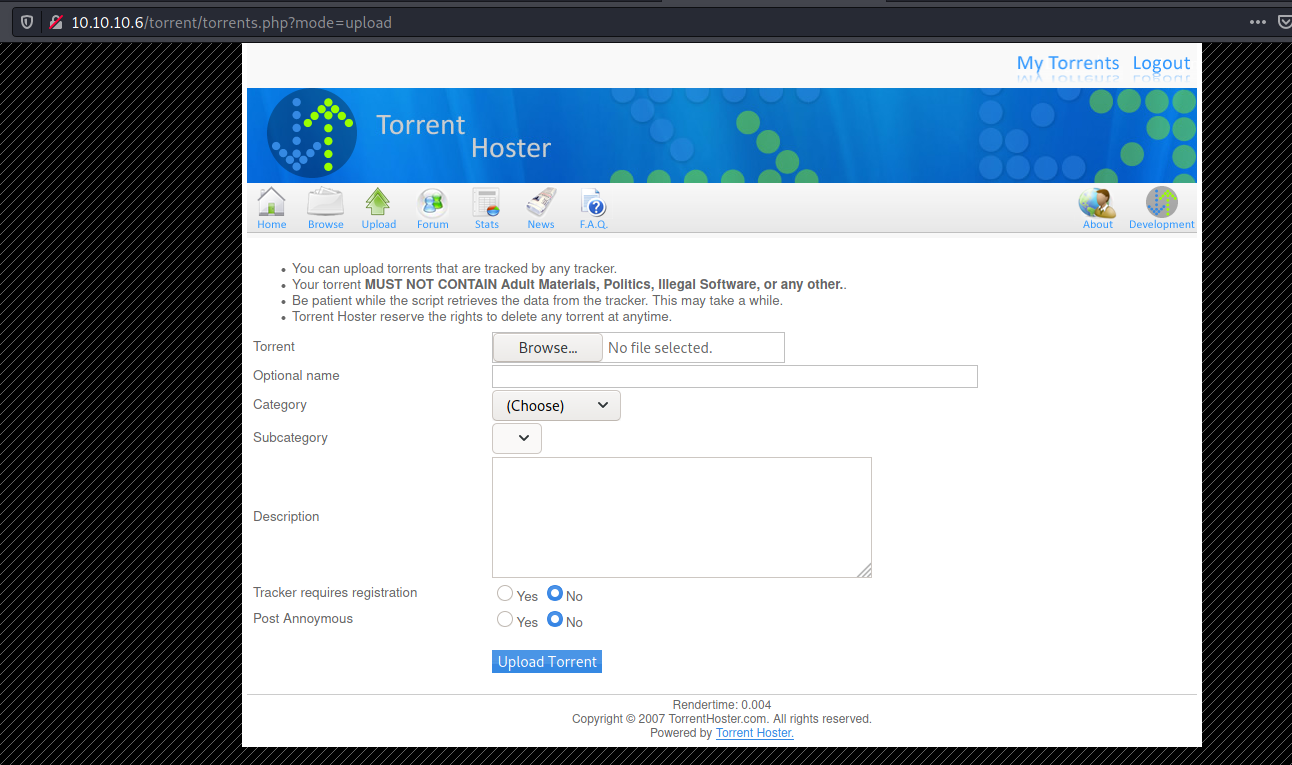 10.10.10.6/torrent/torrents.php?mode=upload
My Torrents Logout
Torrent
Hoster
Home Browse Upload Forum Stats News F.A.Q. About Development
You can upload torrents that are tracked by any tracker.
Your torrent MUST NOT CONTAIN Adult Materials, Politics, Illegal Software, or any other..
Be patient while the script retrieves the data from the tracker. This may take a while.
Torrent Hoster reserve the rights to delete any torrent at anytime.
Torrent Browse... No file selected.
Optional name
Category (Choose)
Subcategory
Description
Tracker requires registration Yes No
Post Annoymous Yes No
Upload Torrent
Rendertime: 0.004
Copyright © 2007 TorrentHoster.com. All rights reserved.
Powered by Torrent Hoster.